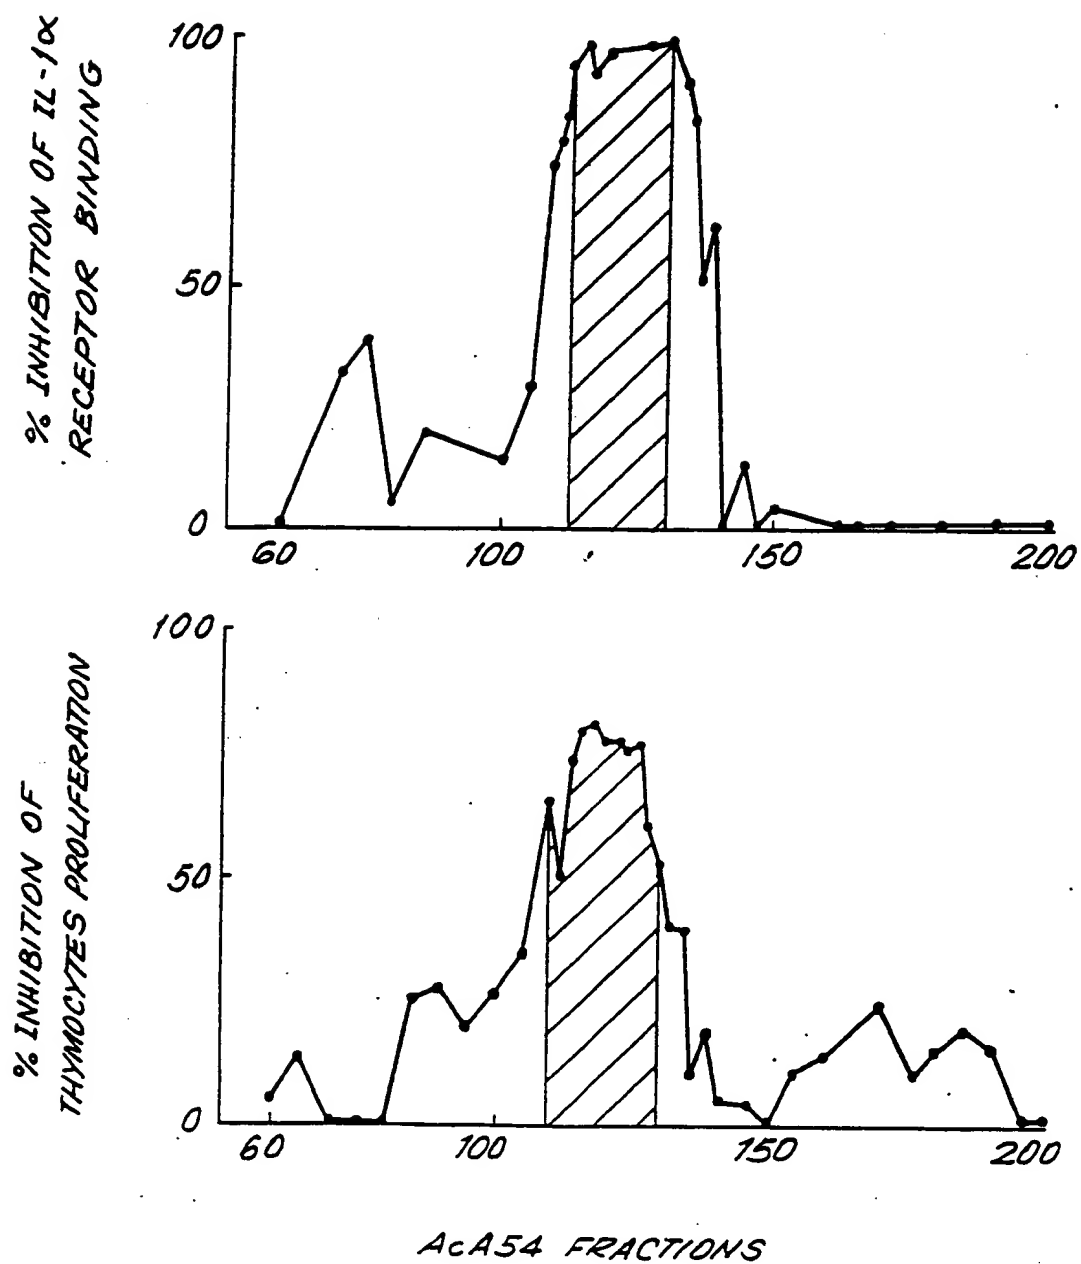 % INHIBITION OF IL-1α
RECEPTOR BINDING
100
50
0
60 100 150 200
% INHIBITION OF
THYMOCYTES PROLIFERATION
100
50
0
60 100 150 200
AcA54 FRACTIONS